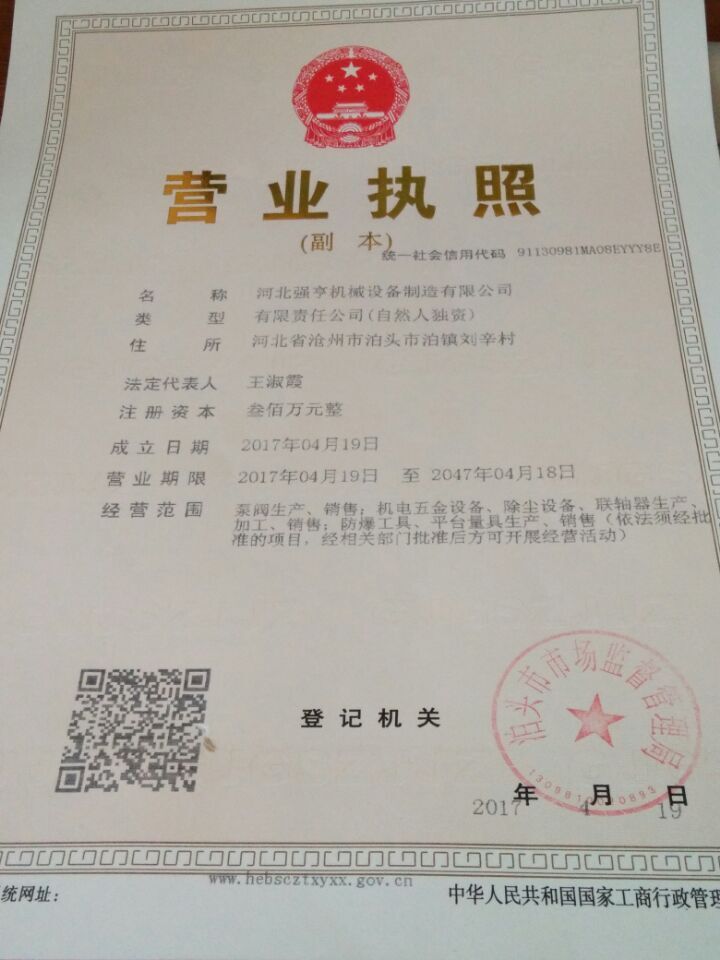 营业执照
(副 本)
统一社会信用代码 91130981MA08EYYY8E
名 称 河北强亨机械设备制造有限公司
类 型 有限责任公司(自然人独资)
住 所 河北省沧州市泊头市泊镇刘辛村
法定代表人 王淑霞
注册资本 叁佰万元整
成立日期 2017年04月19日
营业期限 2017年04月19日 至 2047年04月18日
经营范围 泵阀生产、销售；机电五金设备、除尘设备、联轴器生产、
加工、销售；防爆工具、平台量具生产、销售（依法须经批
准的项目，经相关部门批准后方可开展经营活动）
登记机关
泊头市市场监督管理局
2017年4月19日
统网址：
www.hebscztxyxx.gov.cn
中华人民共和国国家工商行政管理